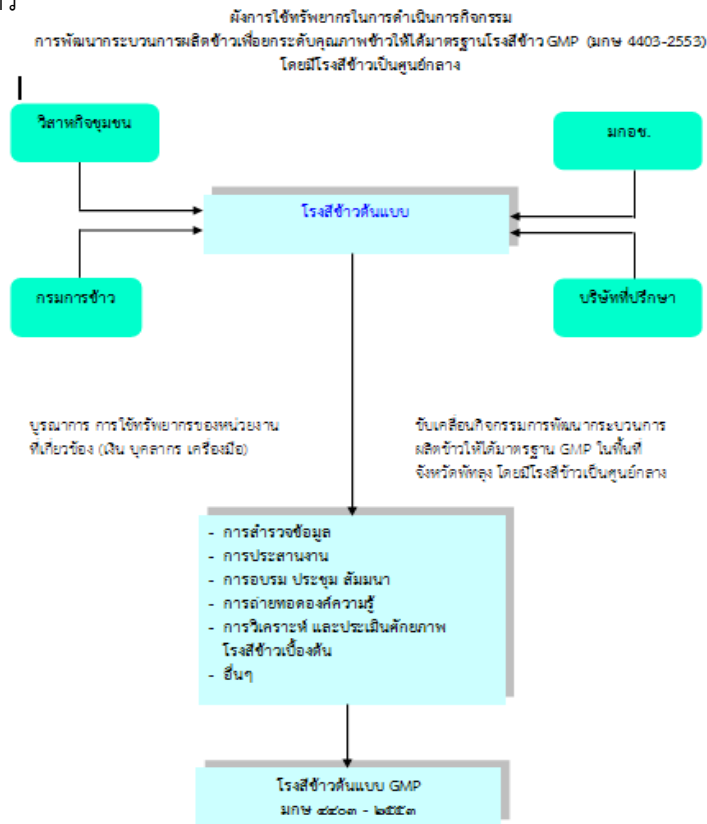 ผังการใช้ทรัพยากรในการดำเนินการกิจกรรม
การพัฒนากระบวนการผลิตข้าวเพื่อยกระดับคุณภาพข้าวให้ได้มาตรฐานโรงสีข้าว GMP (มกษ 4403-2553)
โดยมีโรงสีข้าวเป็นศูนย์กลาง
วิสาหกิจชุมชน
มกอช.
โรงสีข้าวต้นแบบ
กรมการข้าว
บริษัทที่ปรึกษา
บูรณาการ การใช้ทรัพยากรของหน่วยงาน
ที่เกี่ยวข้อง (เงิน บุคลากร เครื่องมือ)
ขับเคลื่อนกิจกรรมการพัฒนากระบวนการ
ผลิตข้าวให้ได้มาตรฐาน GMP ในพื้นที่
จังหวัดพัทลุง โดยมีโรงสีข้าวเป็นศูนย์กลาง
- การสำรวจข้อมูล
- การประสานงาน
- การอบรม ประชุม สัมมนา
- การถ่ายทอดองค์ความรู้
- การวิเคราะห์ และประเมินศักยภาพ
โรงสีข้าวเบื้องต้น
- อื่นๆ
โรงสีข้าวต้นแบบ GMP
มกษ ๔๔๐๓ - ๒๕๕๓